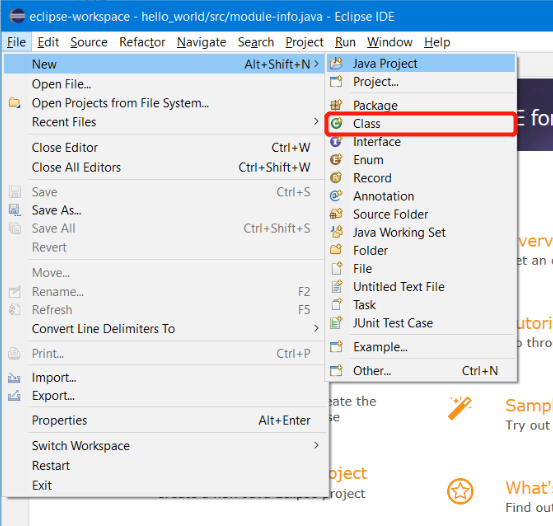 eclipse-workspace - hello_world/src/module-info.java - Eclipse IDE
File Edit Source Refactor Navigate Search Project Run Window Help
New Alt+Shift+N >
Open File...
Open Projects from File System...
Recent Files >
Close Editor Ctrl+W
Close All Editors Ctrl+Shift+W
Save Ctrl+S
Save As...
Save All Ctrl+Shift+S
Revert
Move...
Rename... F2
Refresh F5
Convert Line Delimiters To >
Print... Ctrl+P
Import...
Export...
Properties Alt+Enter
Switch Workspace >
Restart
Exit
Java Project
Project...
Package
Class
Interface
Enum
Record
Annotation
Source Folder
Java Working Set
Folder
File
Untitled Text File
Task
JUnit Test Case
Example...
Other... Ctrl+N
E for
verv
et an o
utori
o thro
eate the
se
Sampl
Try out
oject
Create a new Java Eclipse project
What's
Find out